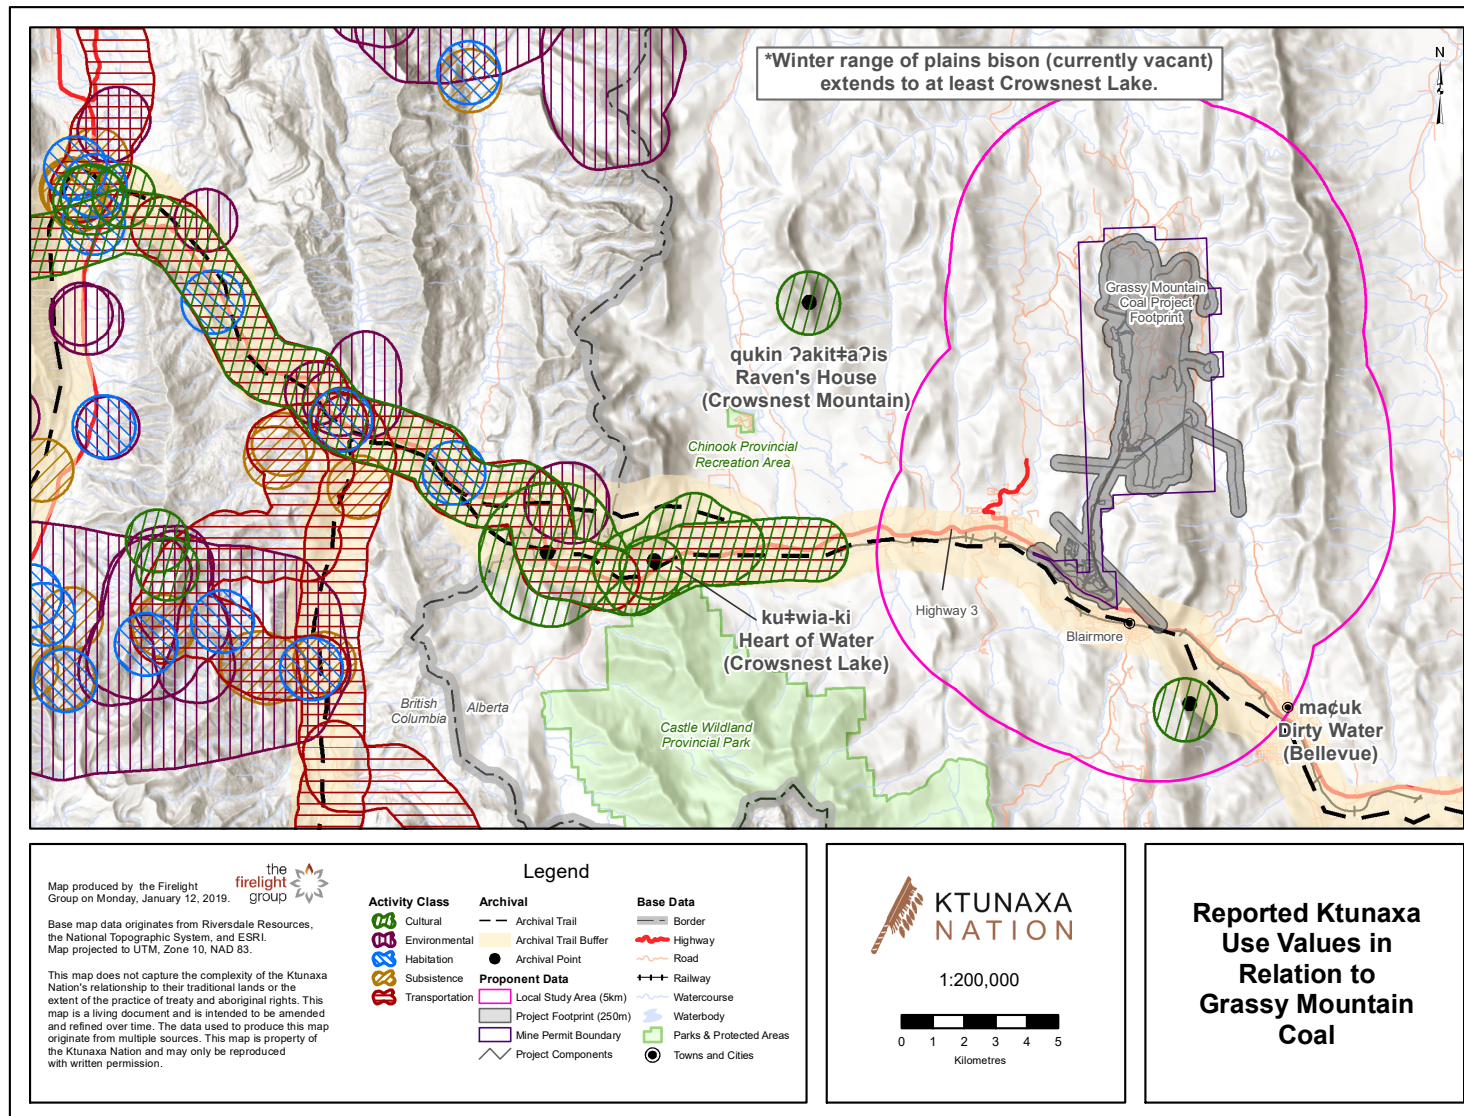 *Winter range of plains bison (currently vacant)
extends to at least Crowsnest Lake.
N
Grassy Mountain
Coal Project
Footprint
qukin ʔakitⱡaʔis
Raven's House
(Crowsnest Mountain)
Chinook Provincial
Recreation Area
Highway 3
kuⱡwia-ki
Heart of Water
(Crowsnest Lake)
Blairmore
British
Columbia
Alberta
Castle Wildland
Provincial Park
maȼuk
Dirty Water
(Bellevue)
Map produced by the Firelight
Group on Monday, January 12, 2019.
the
firelight
group
Base map data originates from Riversdale Resources,
the National Topographic System, and ESRI.
Map projected to UTM, Zone 10, NAD 83.
This map does not capture the complexity of the Ktunaxa
Nation's relationship to their traditional lands or the
extent of the practice of treaty and aboriginal rights. This
map is a living document and is intended to be amended
and refined over time. The data used to produce this map
originate from multiple sources. This map is property of
the Ktunaxa Nation and may only be reproduced
with written permission.
Legend
Activity Class
Cultural
Environmental
Habitation
Subsistence
Transportation
Archival
Archival Trail
Archival Trail Buffer
Archival Point
Proponent Data
Local Study Area (5km)
Project Footprint (250m)
Mine Permit Boundary
Project Components
Base Data
Border
Highway
Road
Railway
Watercourse
Waterbody
Parks & Protected Areas
Towns and Cities
KTUNAXA
NATION
1:200,000
0 1 2 3 4 5
Kilometres
Reported Ktunaxa
Use Values in
Relation to
Grassy Mountain
Coal